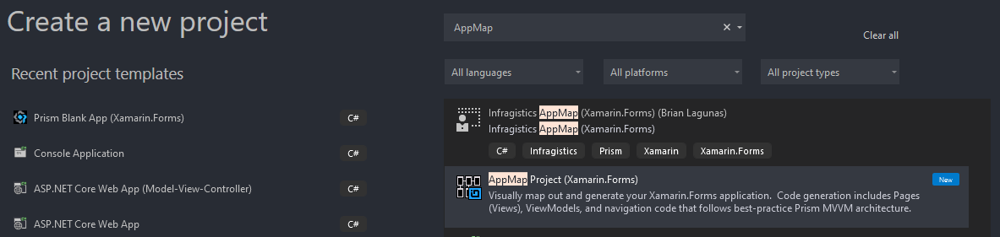 Create a new project
AppMap
Clear all
Recent project templates
All languages
All platforms
All project types
Prism Blank App (Xamarin.Forms)
C#
Console Application
C#
ASP.NET Core Web App (Model-View-Controller)
C#
ASP.NET Core Web App
C#
Infragistics AppMap (Xamarin.Forms) (Brian Lagunas)
Infragistics AppMap (Xamarin.Forms)
C# Infragistics Prism Xamarin Xamarin.Forms
AppMap Project (Xamarin.Forms)
New
Visually map out and generate your Xamarin.Forms application. Code generation includes Pages
(Views), ViewModels, and navigation code that follows best-practice Prism MVVM architecture.